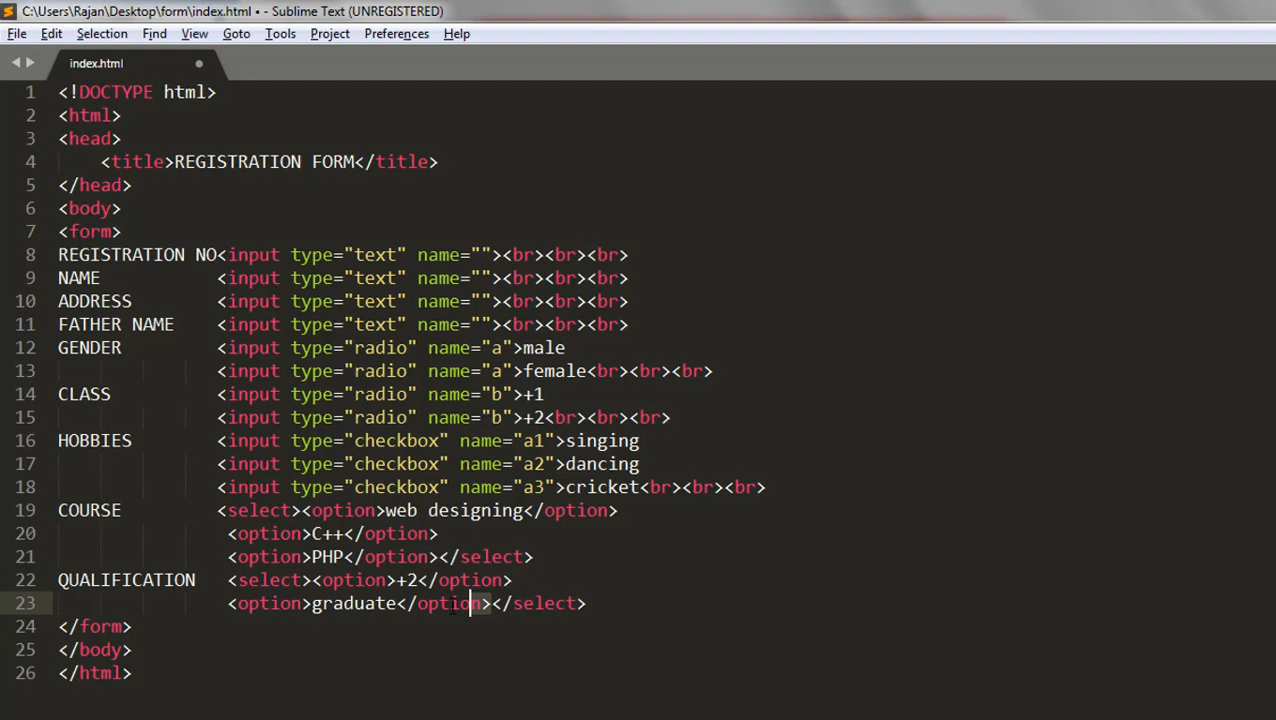 C:\Users\Rajan\Desktop\form\index.html • - Sublime Text (UNREGISTERED)
File Edit Selection Find View Goto Tools Project Preferences Help
index.html
1 <!DOCTYPE html>
2 <html>
3 <head>
4 <title>REGISTRATION FORM</title>
5 </head>
6 <body>
7 <form>
8 REGISTRATION NO<input type="text" name=""><br><br><br>
9 NAME <input type="text" name=""><br><br><br>
10 ADDRESS <input type="text" name=""><br><br><br>
11 FATHER NAME <input type="text" name=""><br><br><br>
12 GENDER <input type="radio" name="a">male
13 <input type="radio" name="a">female<br><br><br>
14 CLASS <input type="radio" name="b">+1
15 <input type="radio" name="b">+2<br><br><br>
16 HOBBIES <input type="checkbox" name="a1">singing
17 <input type="checkbox" name="a2">dancing
18 <input type="checkbox" name="a3">cricket<br><br><br>
19 COURSE <select><option>web designing</option>
20 <option>C++</option>
21 <option>PHP</option></select>
22 QUALIFICATION <select><option>+2</option>
23 <option>graduate</option></select>
24 </form>
25 </body>
26 </html>